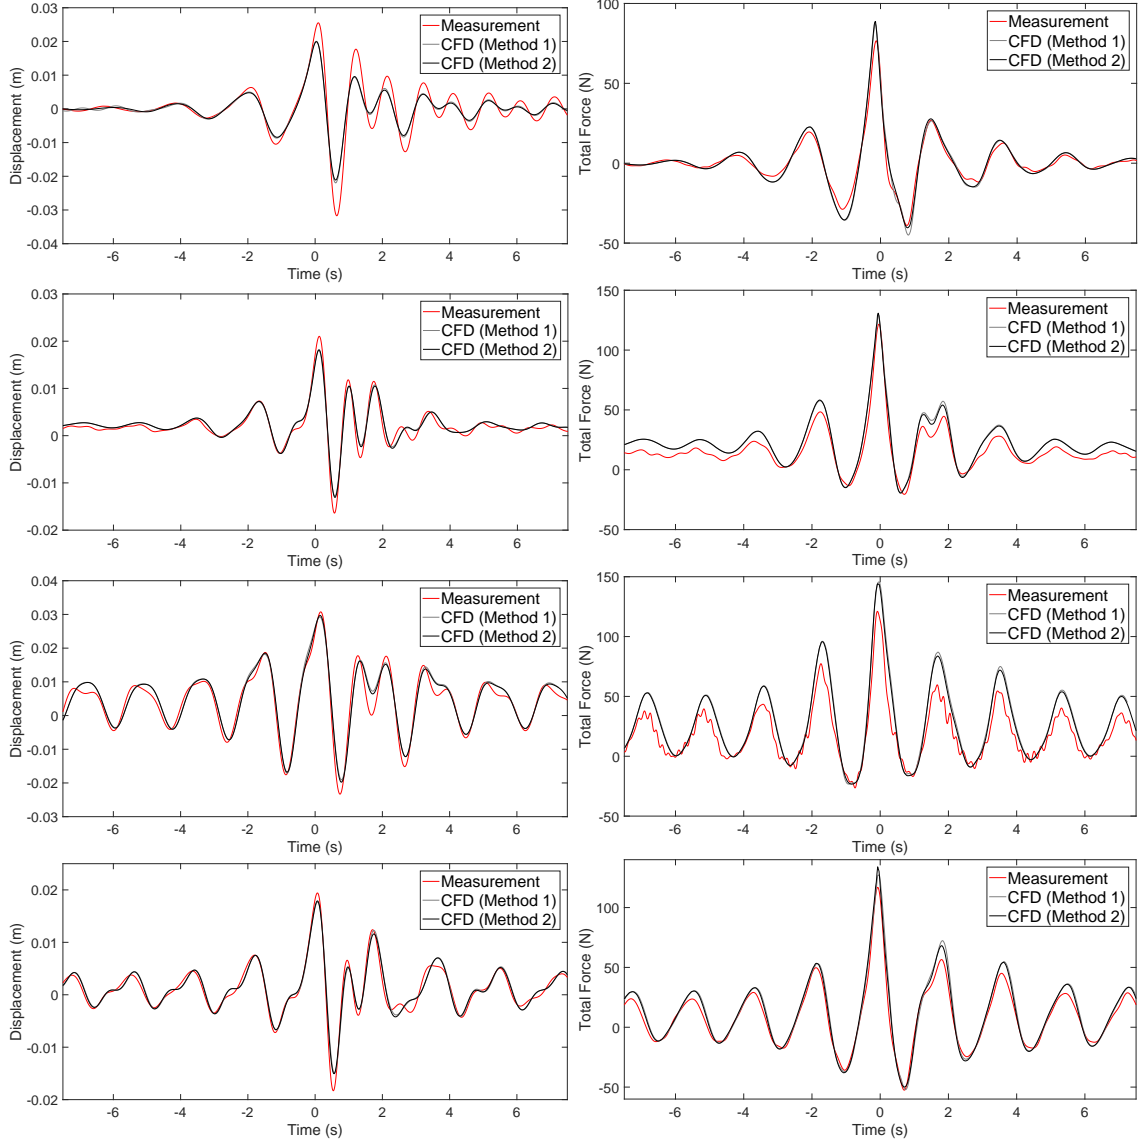 0.03
0.02
0.01
0
-0.01
-0.02
-0.03
-0.04
Displacement (m)
-6 -4 -2 0 2 4 6
Time (s)
Measurement
CFD (Method 1)
CFD (Method 2)
100
50
0
-50
Total Force (N)
-6 -4 -2 0 2 4 6
Time (s)
Measurement
CFD (Method 1)
CFD (Method 2)
0.03
0.02
0.01
0
-0.01
-0.02
Displacement (m)
-6 -4 -2 0 2 4 6
Time (s)
Measurement
CFD (Method 1)
CFD (Method 2)
150
100
50
0
-50
Total Force (N)
-6 -4 -2 0 2 4 6
Time (s)
Measurement
CFD (Method 1)
CFD (Method 2)
0.04
0.03
0.02
0.01
0
-0.01
-0.02
-0.03
Displacement (m)
-6 -4 -2 0 2 4 6
Time (s)
Measurement
CFD (Method 1)
CFD (Method 2)
150
100
50
0
-50
Total Force (N)
-6 -4 -2 0 2 4 6
Time (s)
Measurement
CFD (Method 1)
CFD (Method 2)
0.02
0.01
0
-0.01
-0.02
Displacement (m)
-6 -4 -2 0 2 4 6
Time (s)
Measurement
CFD (Method 1)
CFD (Method 2)
100
50
0
-50
Total Force (N)
-6 -4 -2 0 2 4 6
Time (s)
Measurement
CFD (Method 1)
CFD (Method 2)